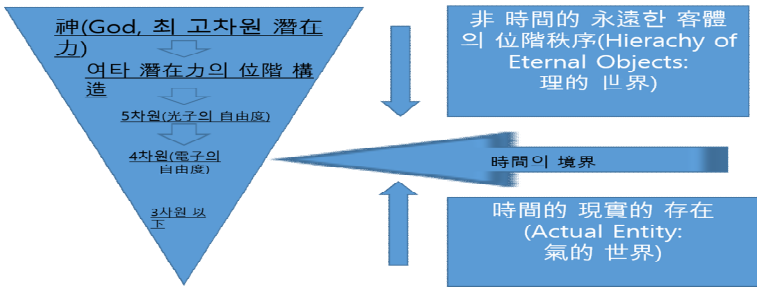 神(God, 최 고차원 潛在
力)
여타 潛在力의 位階 構
造
5차원(光子의 自由度)
4차원(電子의
自由度)
3차원 以
下
非 時間的 永遠한 客體
의 位階秩序(Hierachy of
Eternal Objects:
理的 世界)
時間의 境界
時間的 現實的 存在
(Actual Entity:
氣的 世界)